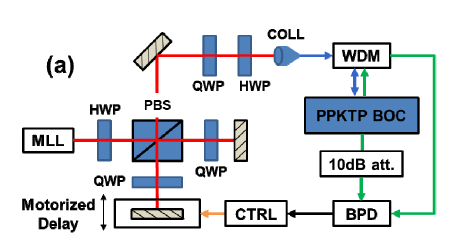 (a)
COLL
WDM
QWP
HWP
HWP
PBS
PPKTP BOC
MLL
QWP
QWP
10dB att.
Motorized
Delay
CTRL
BPD